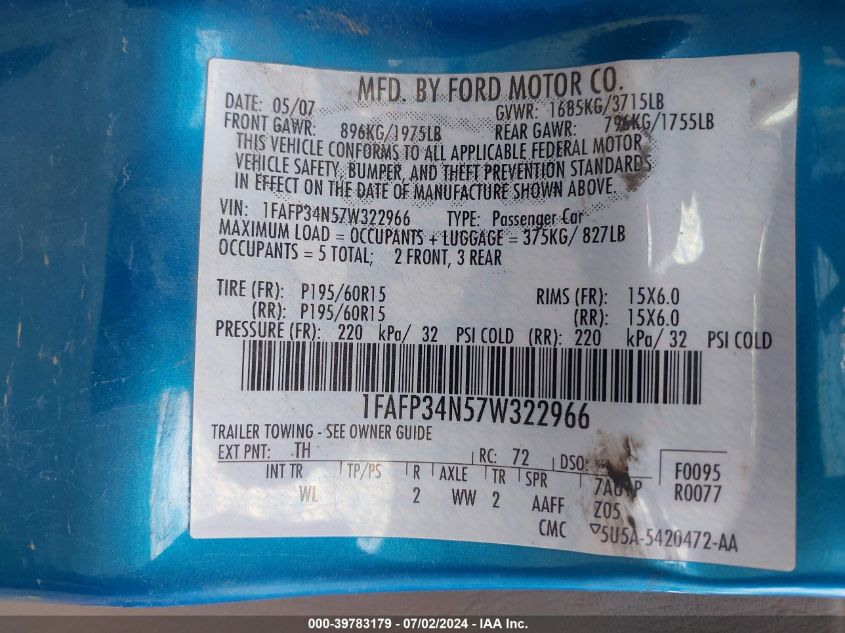 MFD. BY FORD MOTOR CO.
DATE: 05/07 GVWR: 1685KG/3715LB
FRONT GAWR: 896KG/1975LB REAR GAWR: 796KG/1755LB
THIS VEHICLE CONFORMS TO ALL APPLICABLE FEDERAL MOTOR
VEHICLE SAFETY, BUMPER, AND THEFT PREVENTION STANDARDS
IN EFFECT ON THE DATE OF MANUFACTURE SHOWN ABOVE.
VIN: 1FAFP34N57W322966 TYPE: Passenger Car
MAXIMUM LOAD = OCCUPANTS + LUGGAGE = 375KG/ 827LB
OCCUPANTS = 5 TOTAL; 2 FRONT, 3 REAR
TIRE (FR): P195/60R15 RIMS (FR): 15X6.0
(RR): P195/60R15 (RR): 15X6.0
PRESSURE (FR): 220 kPa/ 32 PSI COLD (RR): 220 kPa/ 32 PSI COLD
1FAFP34N57W322966
TRAILER TOWING - SEE OWNER GUIDE
EXT PNT: TH RC: 72 DSO: F0095
INT TR TP/PS R AXLE TR SPR R0077
WL 2 WW 2 AAFF Z05
CMC ▽5U5A-5420472-AA
000-39783179 - 07/02/2024 - IAA Inc.